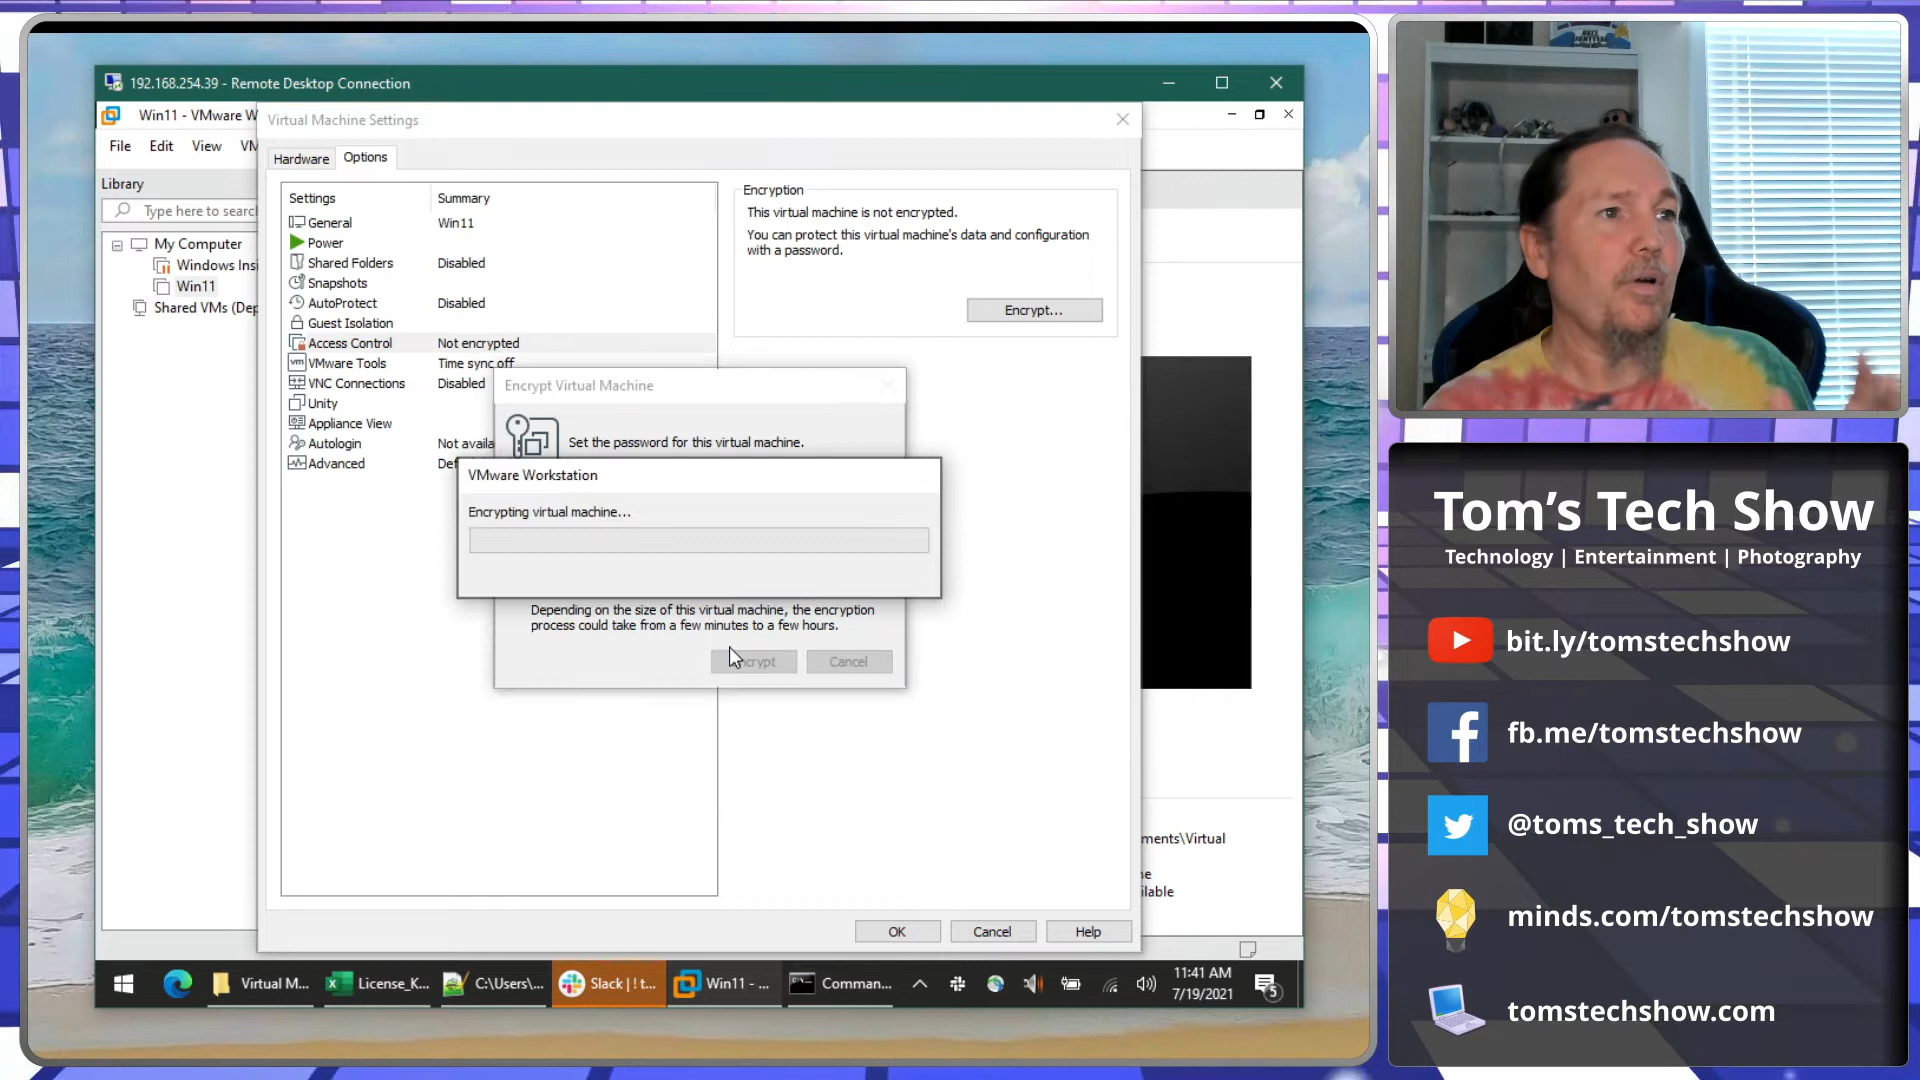 192.168.254.39 - Remote Desktop Connection
Win11 - VMware W
Virtual Machine Settings
File Edit View VM
Hardware Options
Library
Type here to search
My Computer
Windows Insi
Win11
Shared VMs (Dep
Settings Summary
General Win11
Power
Shared Folders Disabled
Snapshots
AutoProtect Disabled
Guest Isolation
Access Control Not encrypted
VMware Tools Time sync off
VNC Connections Disabled
Unity
Appliance View
Autologin Not availa
Advanced Def
Encryption
This virtual machine is not encrypted.
You can protect this virtual machine's data and configuration
with a password.
Encrypt...
Encrypt Virtual Machine
Set the password for this virtual machine.
VMware Workstation
Encrypting virtual machine...
Depending on the size of this virtual machine, the encryption
process could take from a few minutes to a few hours.
Encrypt Cancel
ments\Virtual
ne
ilable
OK Cancel Help
Virtual M...
License_K...
C:\Users\...
Slack | ! t...
Win11 - ...
Comman...
11:41 AM
7/19/2021
5
Tom's Tech Show
Technology | Entertainment | Photography
bit.ly/tomstechshow
fb.me/tomstechshow
@toms_tech_show
minds.com/tomstechshow
tomstechshow.com